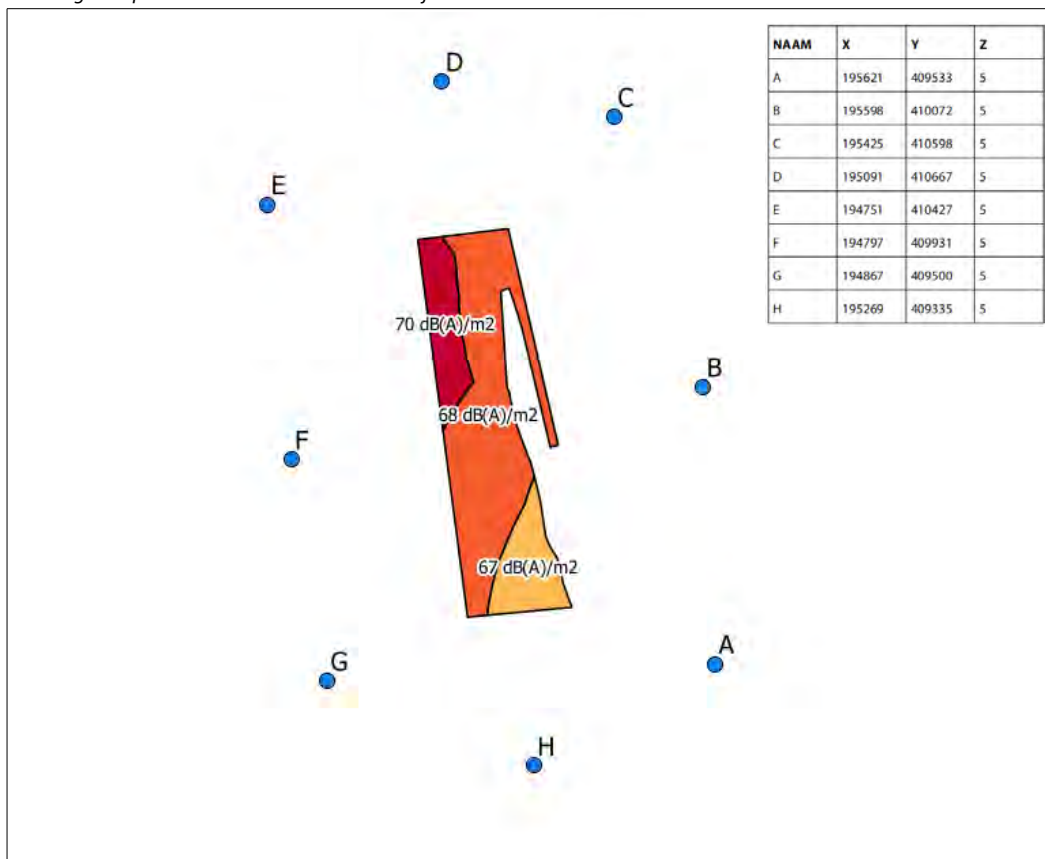 NAAM X Y Z
A 195621 409533 5
B 195598 410072 5
C 195425 410598 5
D 195091 410667 5
E 194751 410427 5
F 194797 409931 5
G 194867 409500 5
H 195269 409335 5
D
C
E
70 dB(A)/m2
B
68 dB(A)/m2
F
67 dB(A)/m2
A
G
H